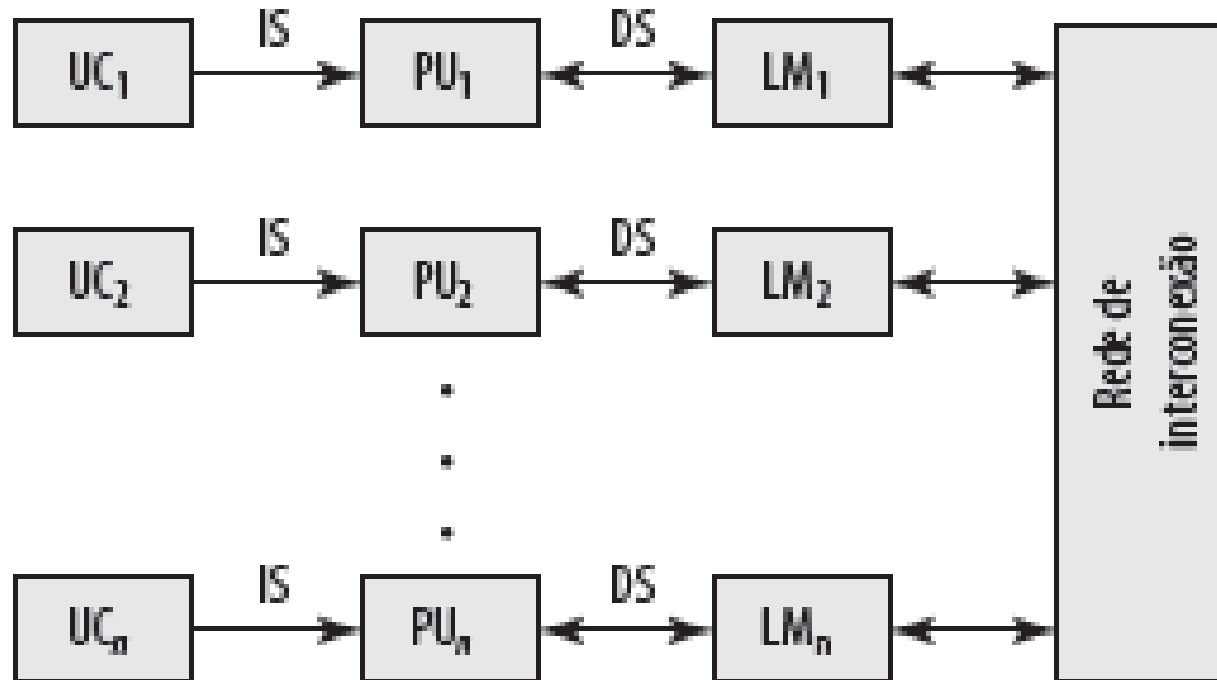 IS DS
UC₁ PU₁ LM₁
IS DS
UC₂ PU₂ LM₂
Rede de
interconexão
IS DS
UCₙ PUₙ LMₙ